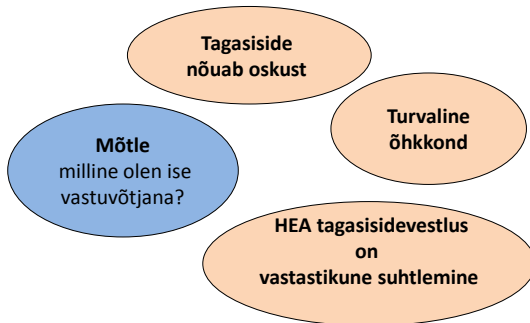 Tagasiside
nõuab oskust
Turvaline
õhkkond
Mõtle
milline olen ise
vastuvõtjana?
HEA tagasisidevestlus
on
vastastikune suhtlemine